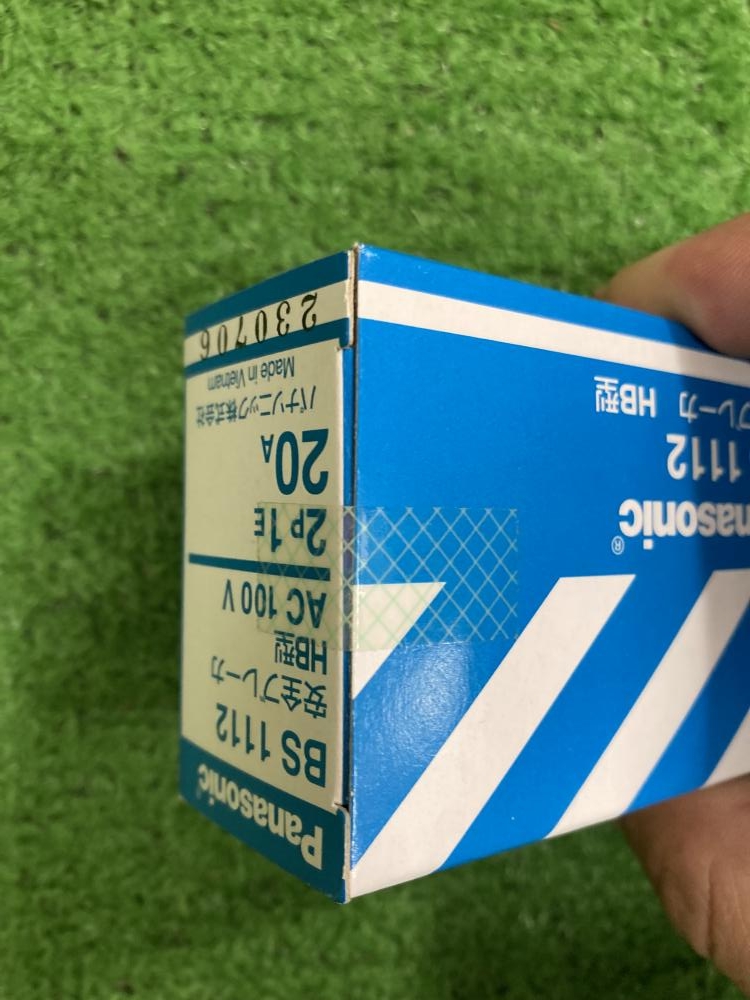 Panasonic
BS 1112
安全ブレーカ
HB型
AC 100 V
2P 1E
20A
パナソニック株式会社
Made in Vietnam
230706
nasonic®
1112
ブレーカ HB型